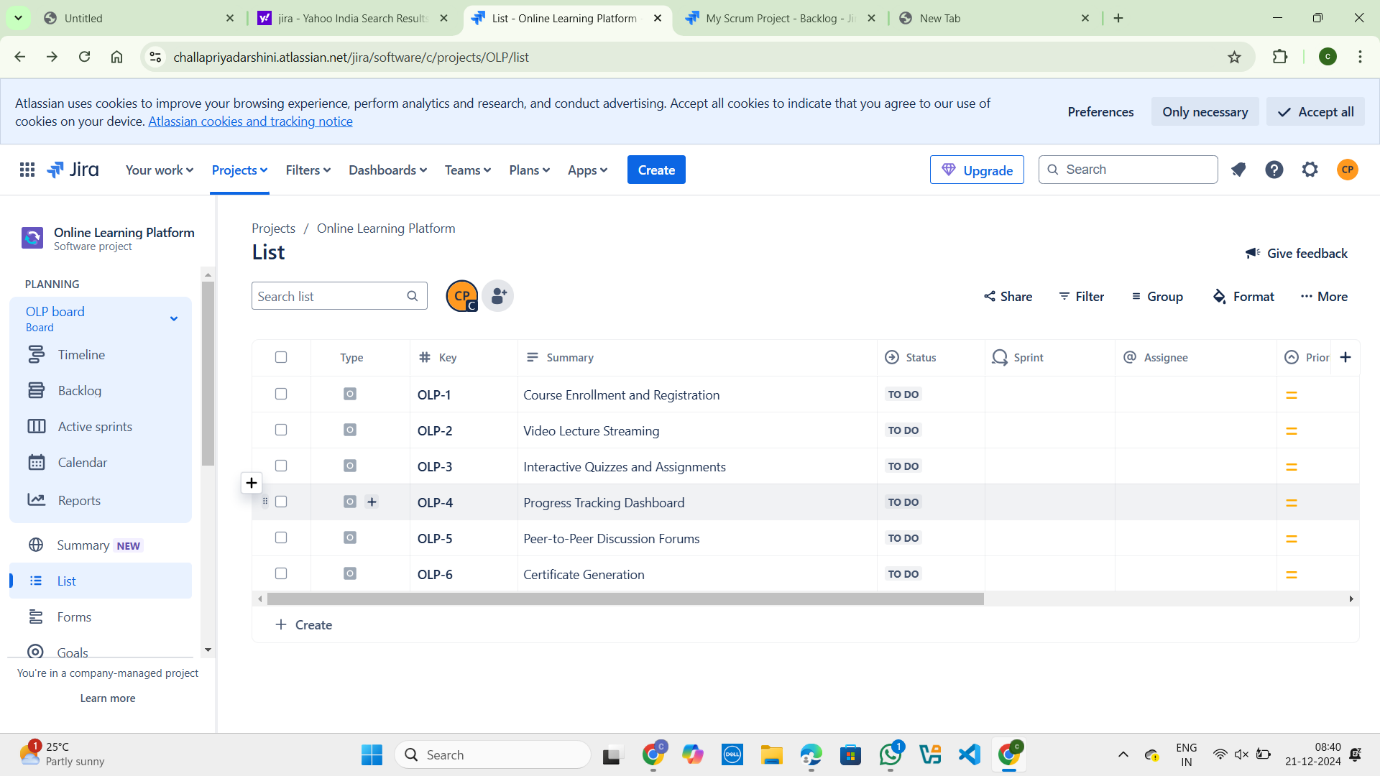 Untitled
jira - Yahoo India Search Results
List - Online Learning Platform
My Scrum Project - Backlog - Ji
New Tab
challapriyadarshini.atlassian.net/jira/software/c/projects/OLP/list
C
Atlassian uses cookies to improve your browsing experience, perform analytics and research, and conduct advertising. Accept all cookies to indicate that you agree to our use of
cookies on your device. Atlassian cookies and tracking notice
Preferences
Only necessary
Accept all
Jira
Your work
Projects
Filters
Dashboards
Teams
Plans
Apps
Create
Upgrade
Search
CP
Online Learning Platform
Software project
PLANNING
OLP board
Board
Timeline
Backlog
Active sprints
Calendar
Reports
Summary NEW
List
Forms
Goals
You're in a company-managed project
Learn more
Projects / Online Learning Platform
List
Give feedback
Search list
CP
C
Share
Filter
Group
Format
More
Type
Key
Summary
Status
Sprint
Assignee
Prior
OLP-1 Course Enrollment and Registration TO DO
OLP-2 Video Lecture Streaming TO DO
OLP-3 Interactive Quizzes and Assignments TO DO
OLP-4 Progress Tracking Dashboard TO DO
OLP-5 Peer-to-Peer Discussion Forums TO DO
OLP-6 Certificate Generation TO DO
+ Create
1
25°C
Partly sunny
Search
C
DELL
1
C
ENG
IN
08:40
21-12-2024